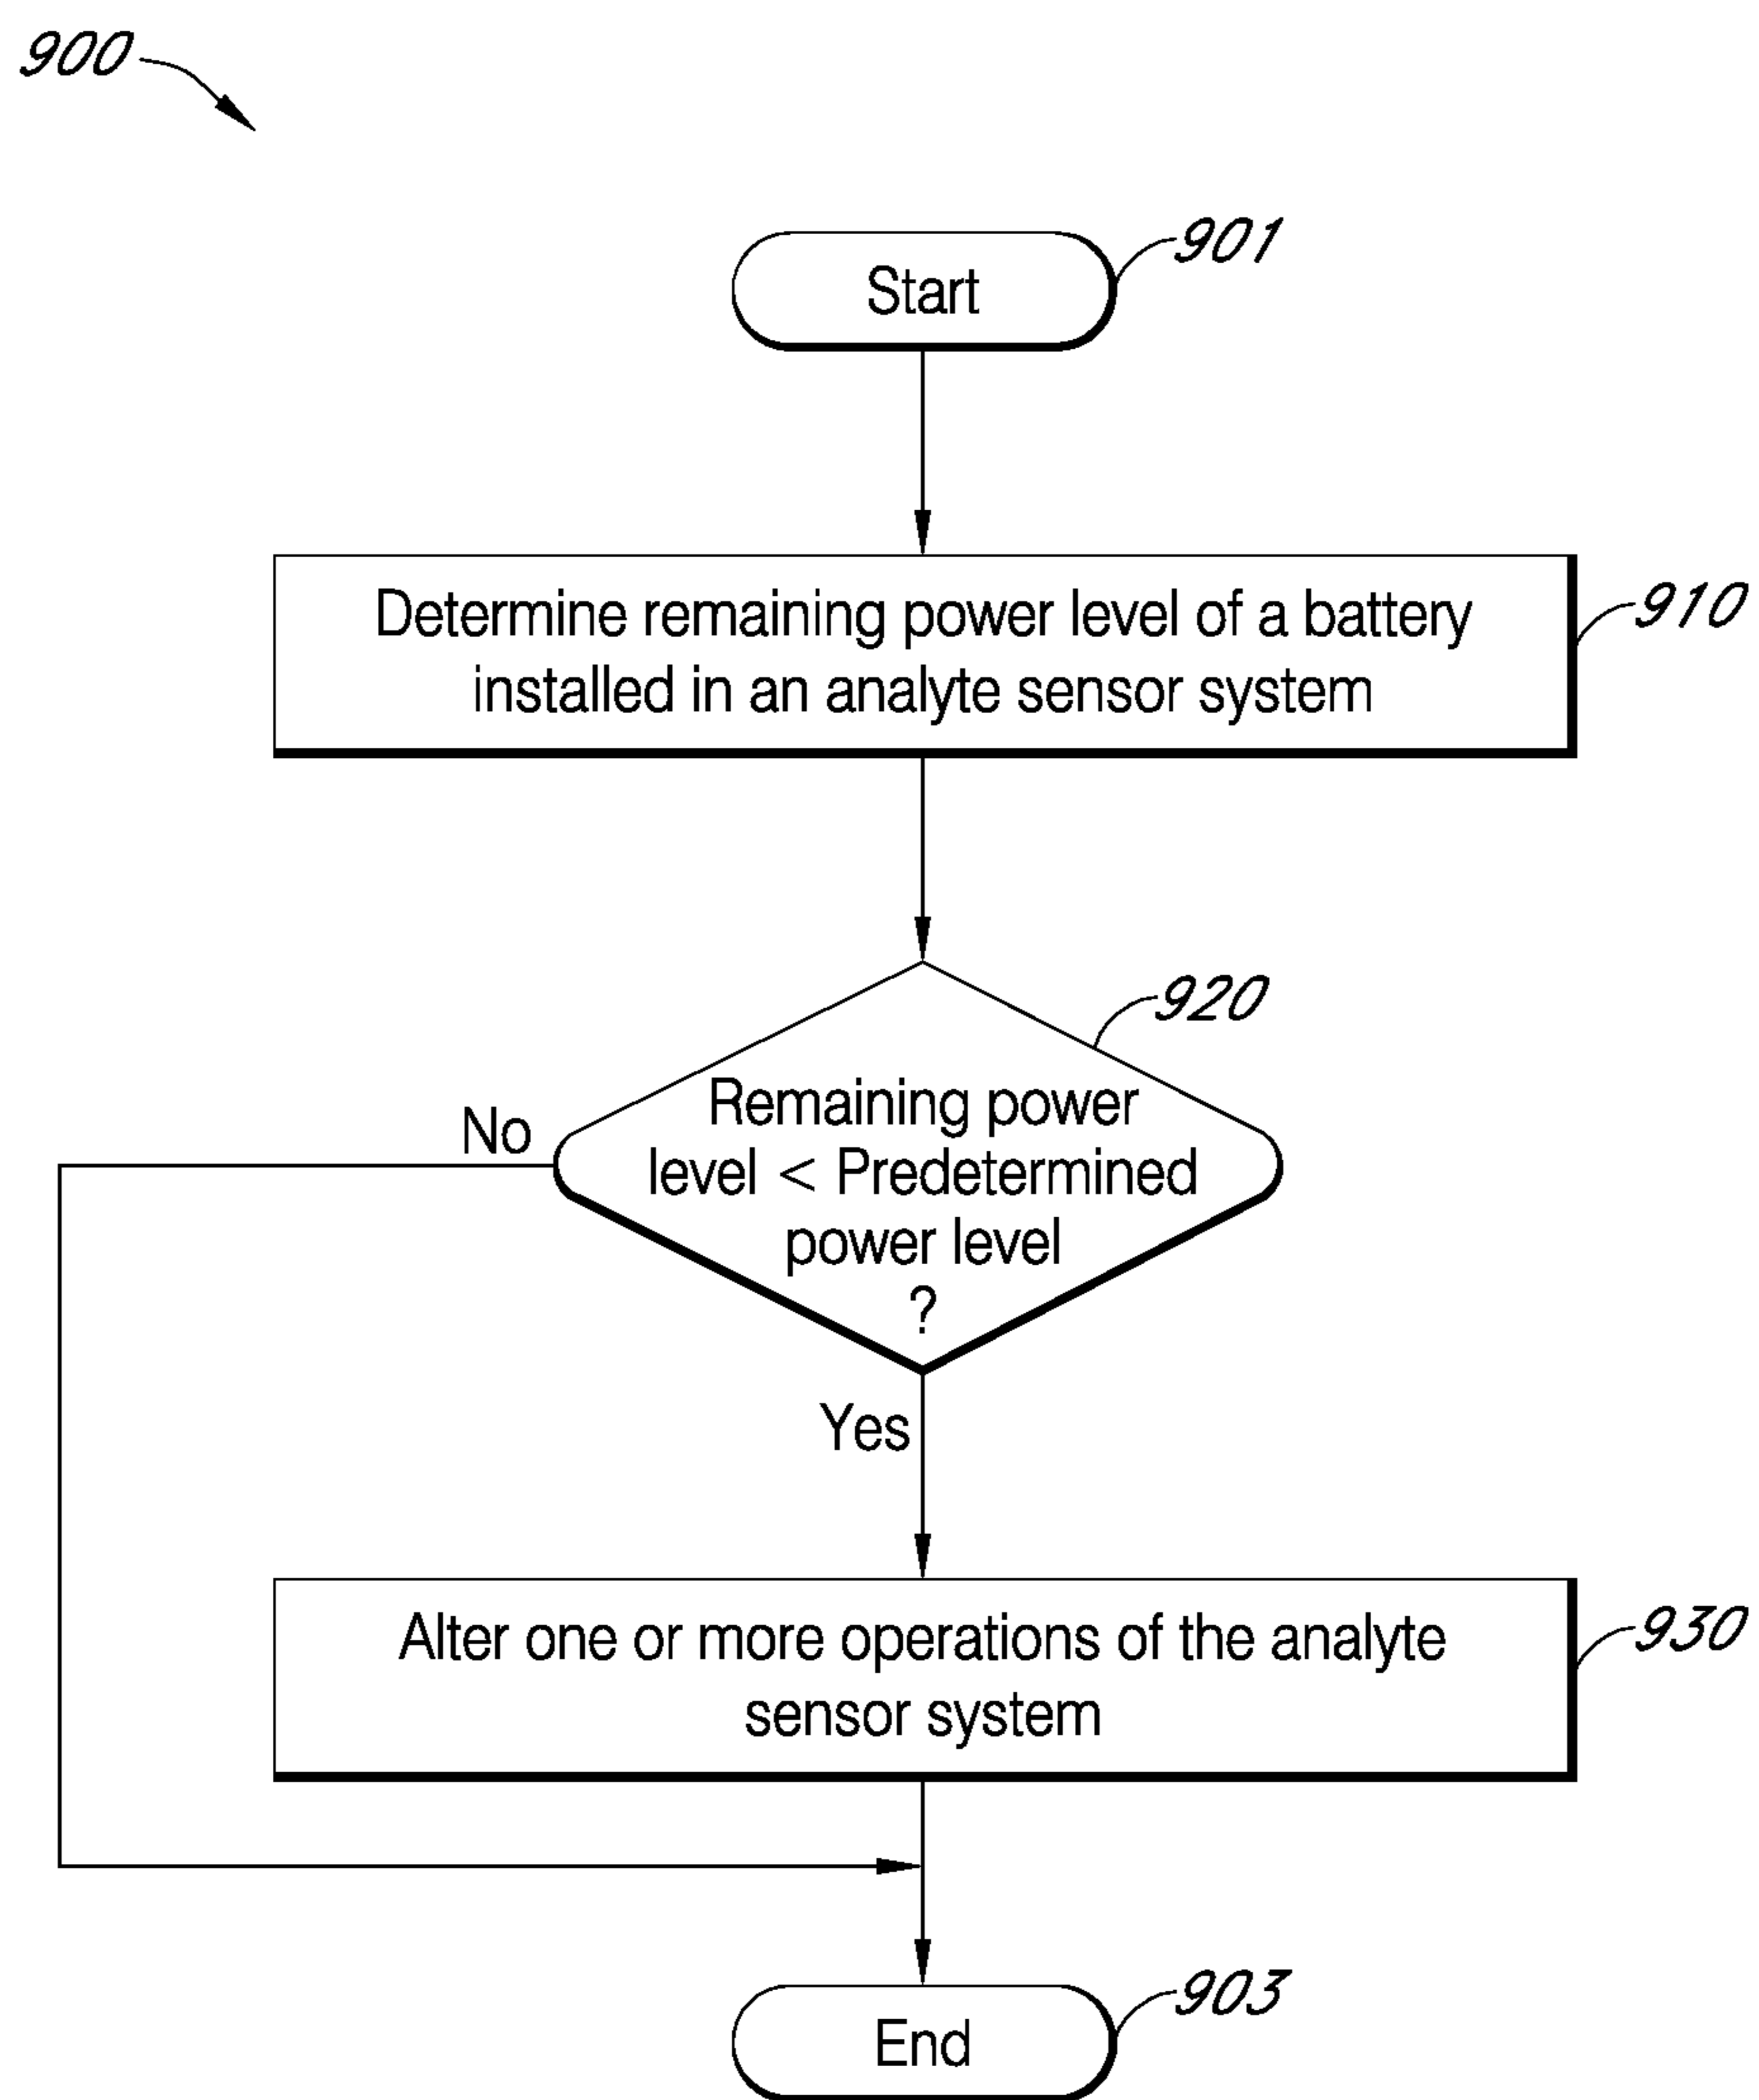 900
Start
901
Determine remaining power level of a battery
installed in an analyte sensor system
910
920
Remaining power
level < Predetermined
power level
?
No
Yes
Alter one or more operations of the analyte
sensor system
930
End
903